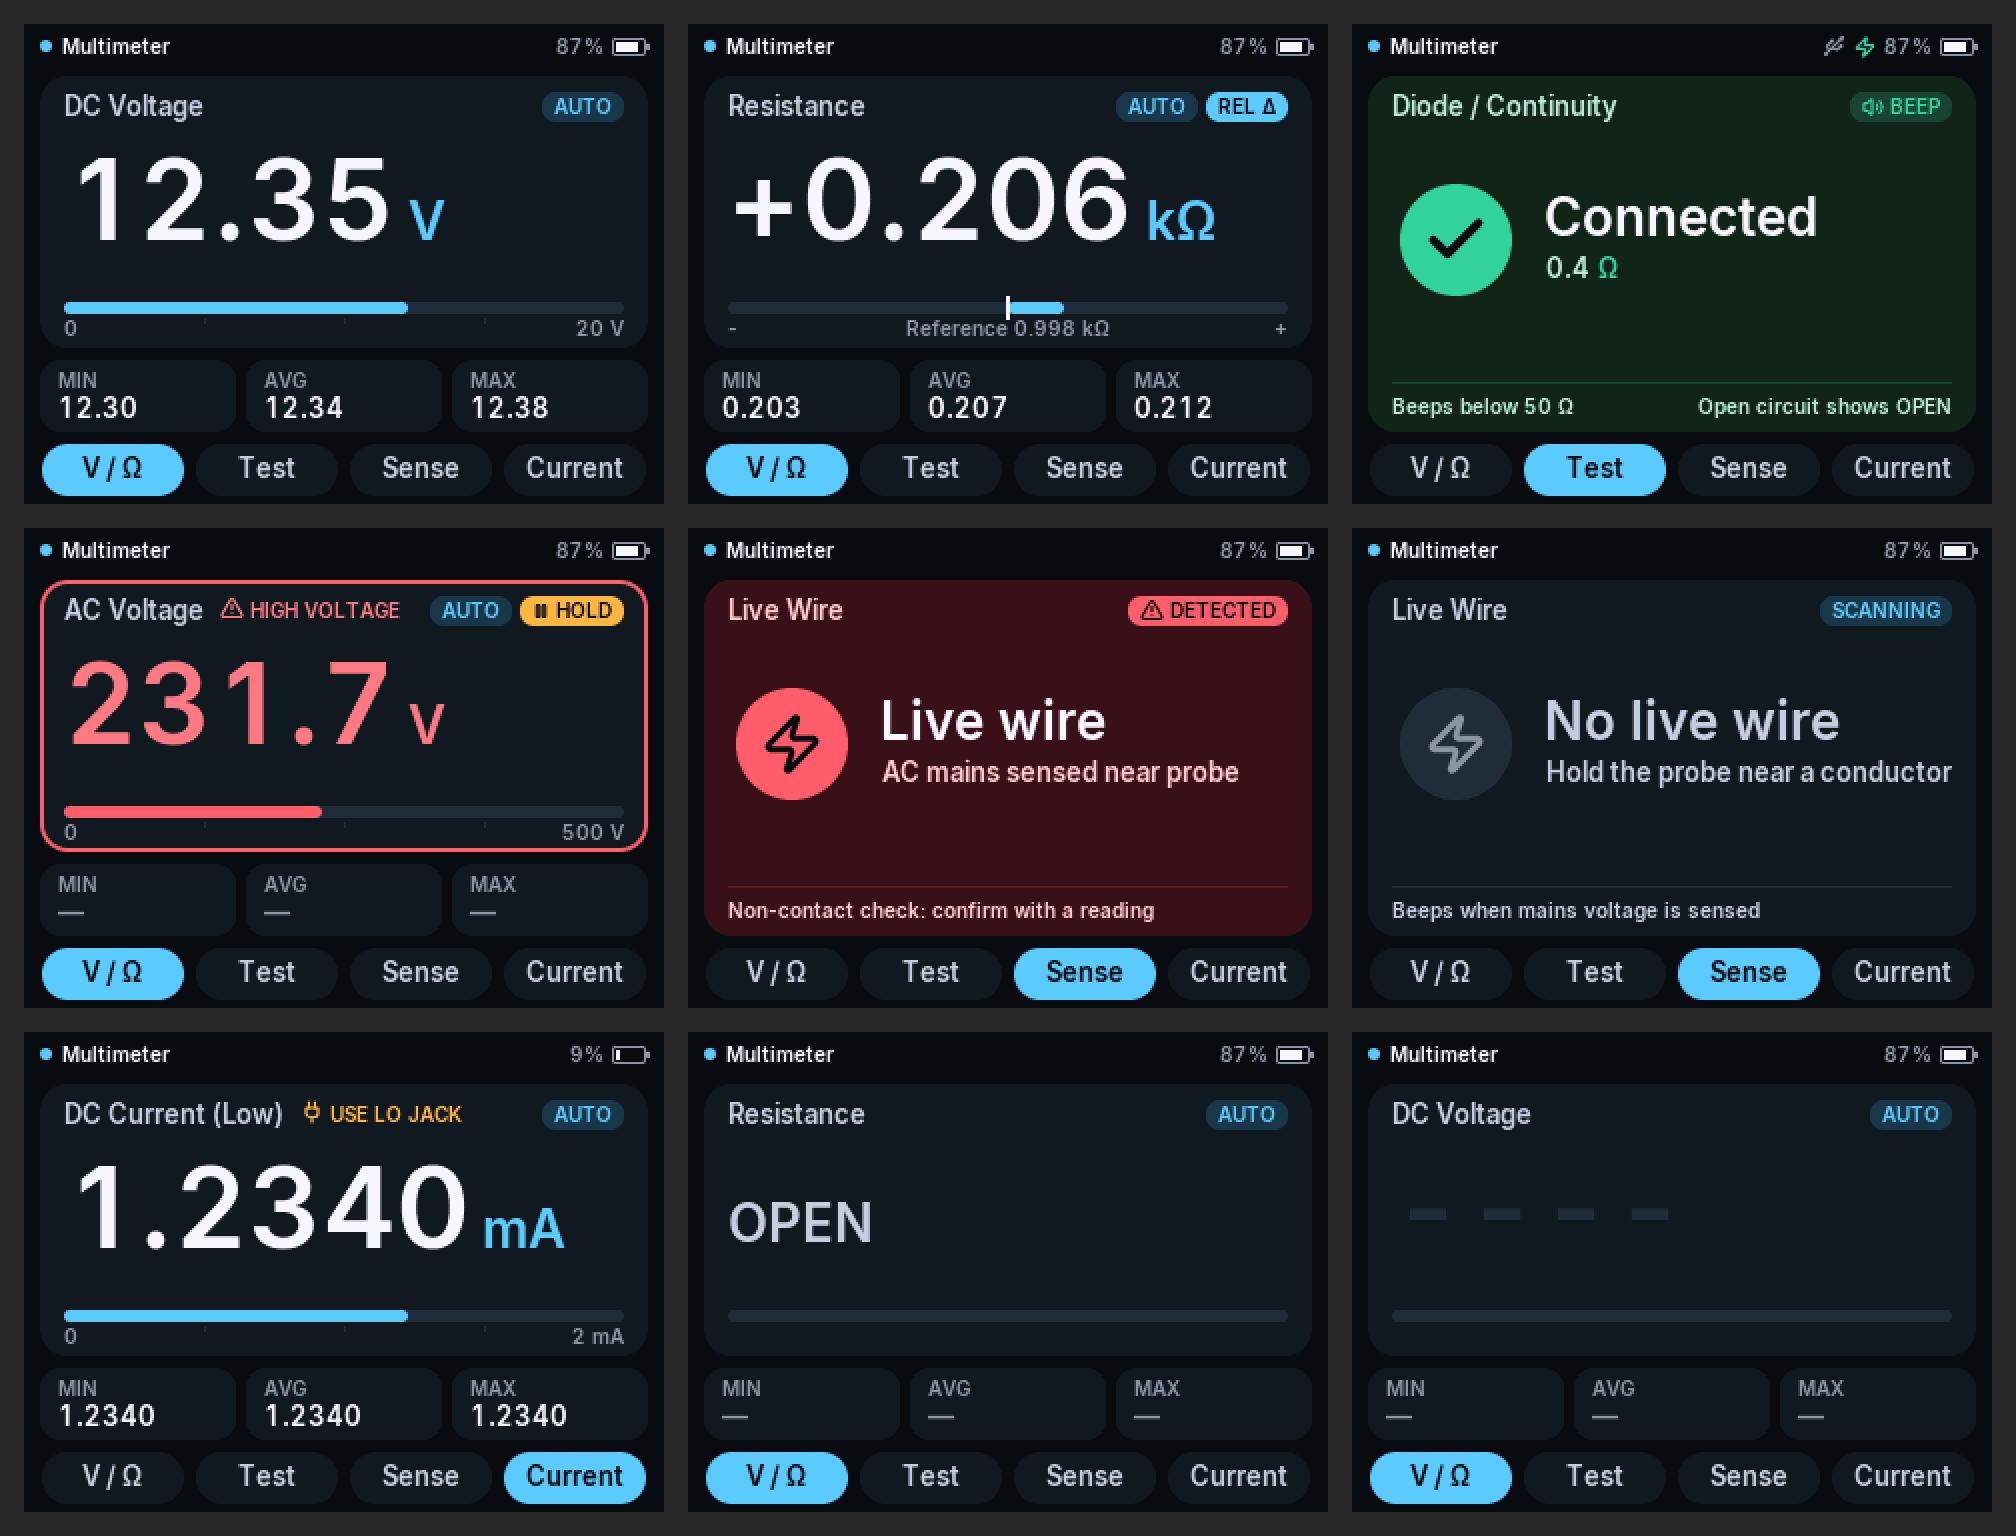 Multimeter 87%
DC Voltage AUTO
12.35 V
0 20 V
MIN AVG MAX
12.30 12.34 12.38
V / Ω Test Sense Current
Multimeter 87%
Resistance AUTO REL Δ
+0.206 kΩ
- Reference 0.998 kΩ +
MIN AVG MAX
0.203 0.207 0.212
V / Ω Test Sense Current
Multimeter 87%
Diode / Continuity BEEP
Connected
0.4 Ω
Beeps below 50 Ω Open circuit shows OPEN
V / Ω Test Sense Current
Multimeter 87%
AC Voltage HIGH VOLTAGE AUTO HOLD
231.7 V
0 500 V
MIN AVG MAX
— — —
V / Ω Test Sense Current
Multimeter 87%
Live Wire DETECTED
Live wire
AC mains sensed near probe
Non-contact check: confirm with a reading
V / Ω Test Sense Current
Multimeter 87%
Live Wire SCANNING
No live wire
Hold the probe near a conductor
Beeps when mains voltage is sensed
V / Ω Test Sense Current
Multimeter 9%
DC Current (Low) USE LO JACK AUTO
1.2340 mA
0 2 mA
MIN AVG MAX
1.2340 1.2340 1.2340
V / Ω Test Sense Current
Multimeter 87%
Resistance AUTO
OPEN
MIN AVG MAX
— — —
V / Ω Test Sense Current
Multimeter 87%
DC Voltage AUTO
- - - -
MIN AVG MAX
— — —
V / Ω Test Sense Current